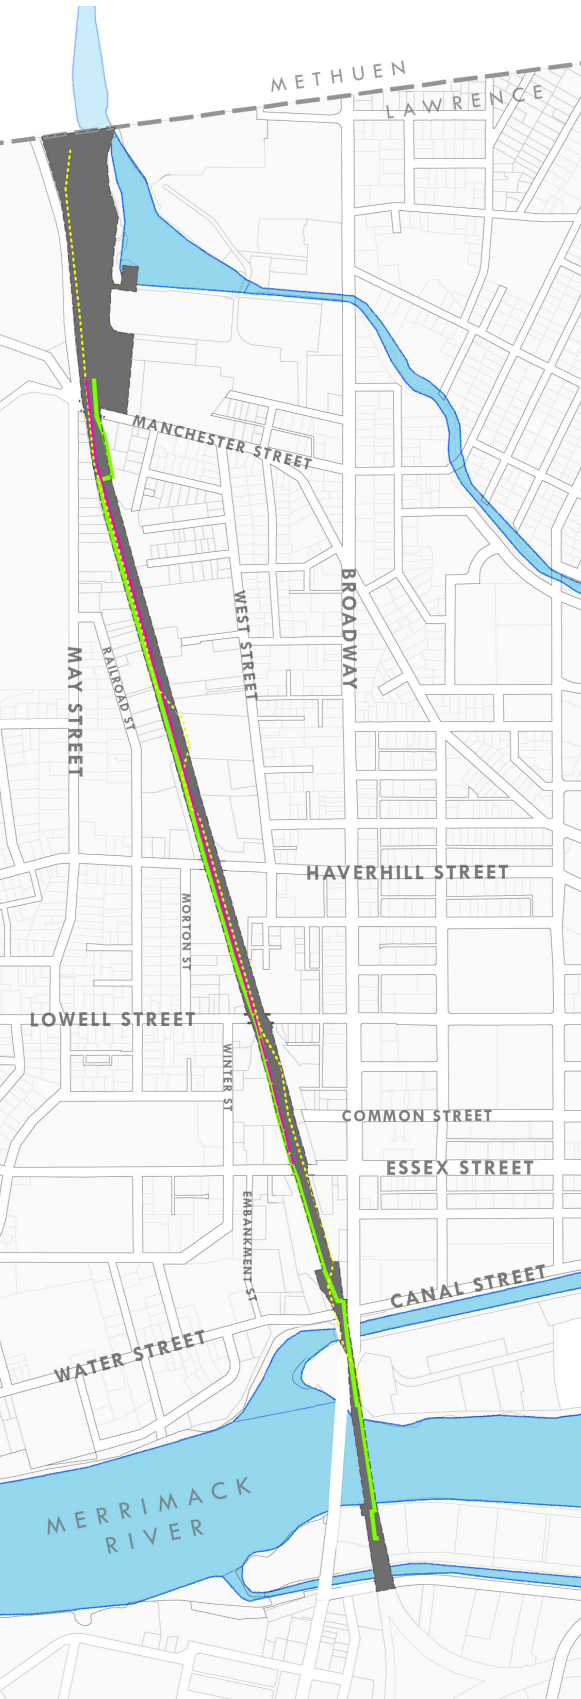 METHUEN
LAWRENCE
MANCHESTER STREET
BROADWAY
WEST STREET
MAY STREET
RAILROAD ST
HAVERHILL STREET
MORTON ST
LOWELL STREET
WINTER ST
COMMON STREET
ESSEX STREET
EMBANKMENT ST
CANAL STREET
WATER STREET
MERRIMACK
RIVER